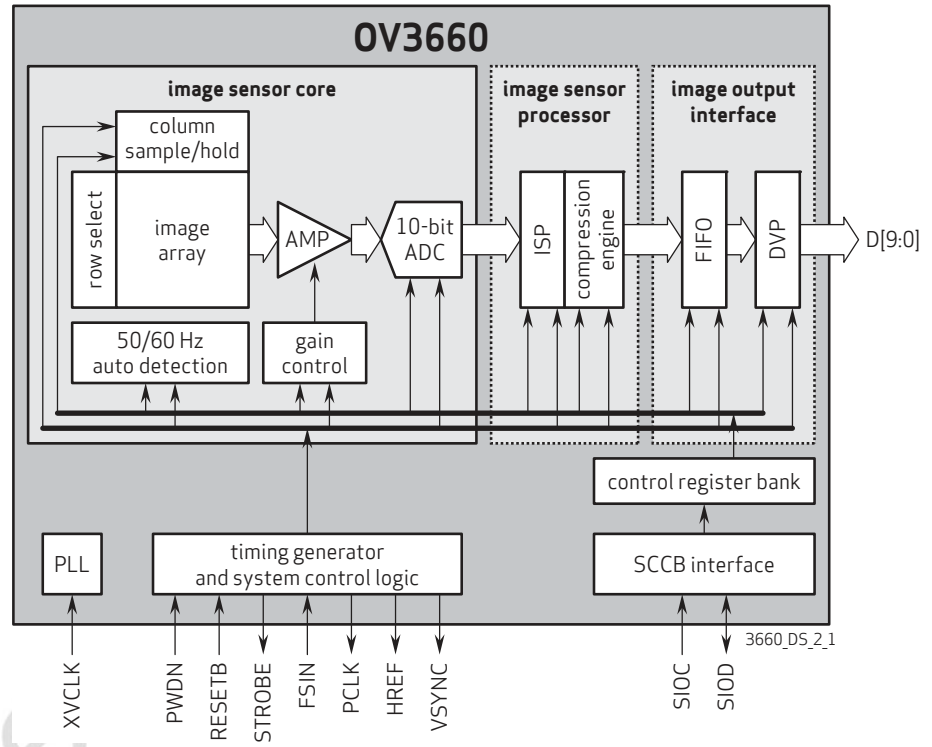 OV3660
image sensor core
image sensor
processor
image output
interface
column
sample/hold
row select
image
array
AMP
10-bit
ADC
ISP
compression
engine
FIFO
DVP
D[9:0]
50/60 Hz
auto detection
gain
control
control register bank
PLL
timing generator
and system control logic
SCCB interface
3660_DS_2_1
XVCLK
PWDN
RESETB
STROBE
FSIN
PCLK
HREF
VSYNC
SIOC
SIOD